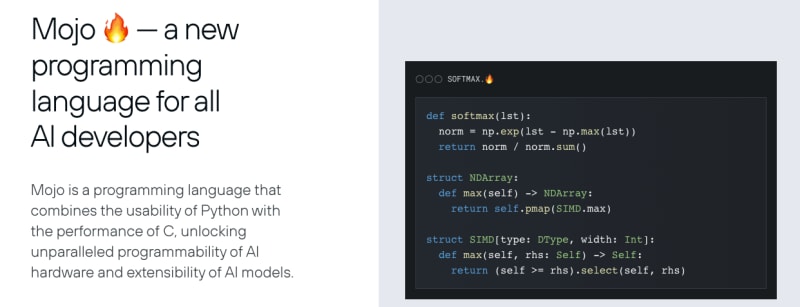 Mojo 🔥 — a new
programming
language for all
AI developers
Mojo is a programming language that
combines the usability of Python with
the performance of C, unlocking
unparalleled programmability of AI
hardware and extensibility of AI models.
SOFTMAX.🔥
def softmax(lst):
  norm = np.exp(lst - np.max(lst))
  return norm / norm.sum()
struct NDArray:
  def max(self) -> NDArray:
    return self.pmap(SIMD.max)
struct SIMD[type: DType, width: Int]:
  def max(self, rhs: Self) -> Self:
    return (self >= rhs).select(self, rhs)